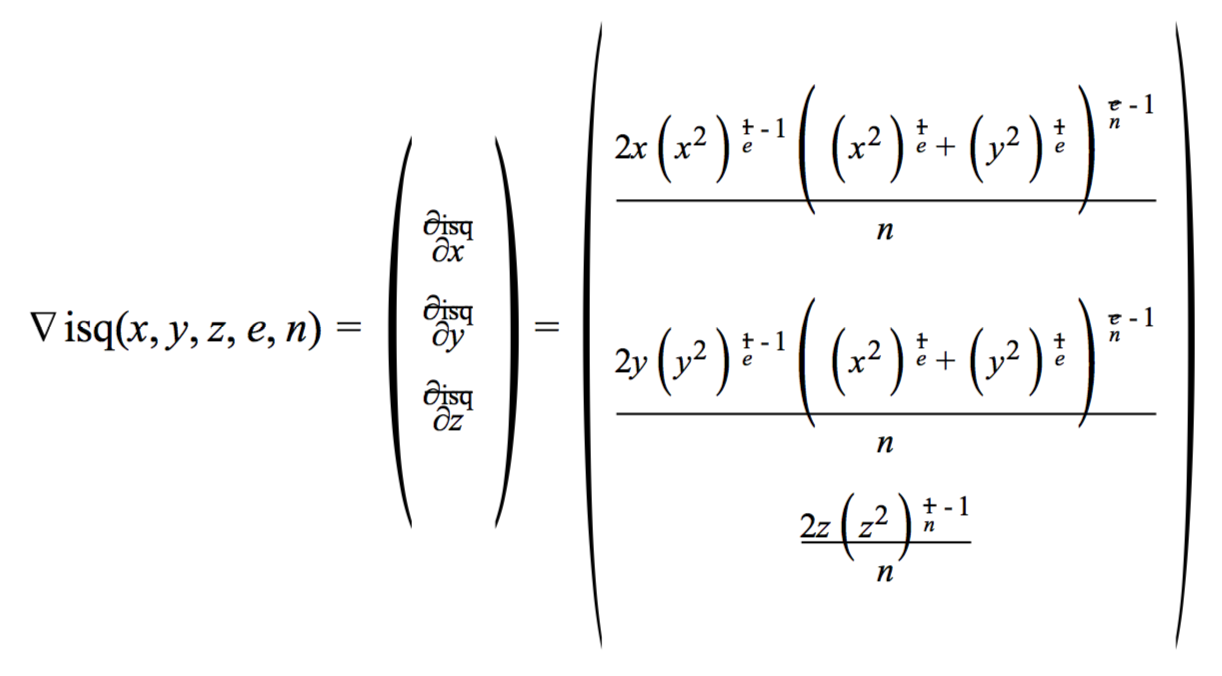 ∇ isq(x, y, z, e, n) = ( ∂isq/∂x ∂isq/∂y ∂isq/∂z ) = ( 2x (x²)^(1/e - 1) ( (x²)^(1/e) + (y²)^(1/e) )^(e/n - 1) / n
2y (y²)^(1/e - 1) ( (x²)^(1/e) + (y²)^(1/e) )^(e/n - 1) / n
2z (z²)^(1/n - 1) / n )